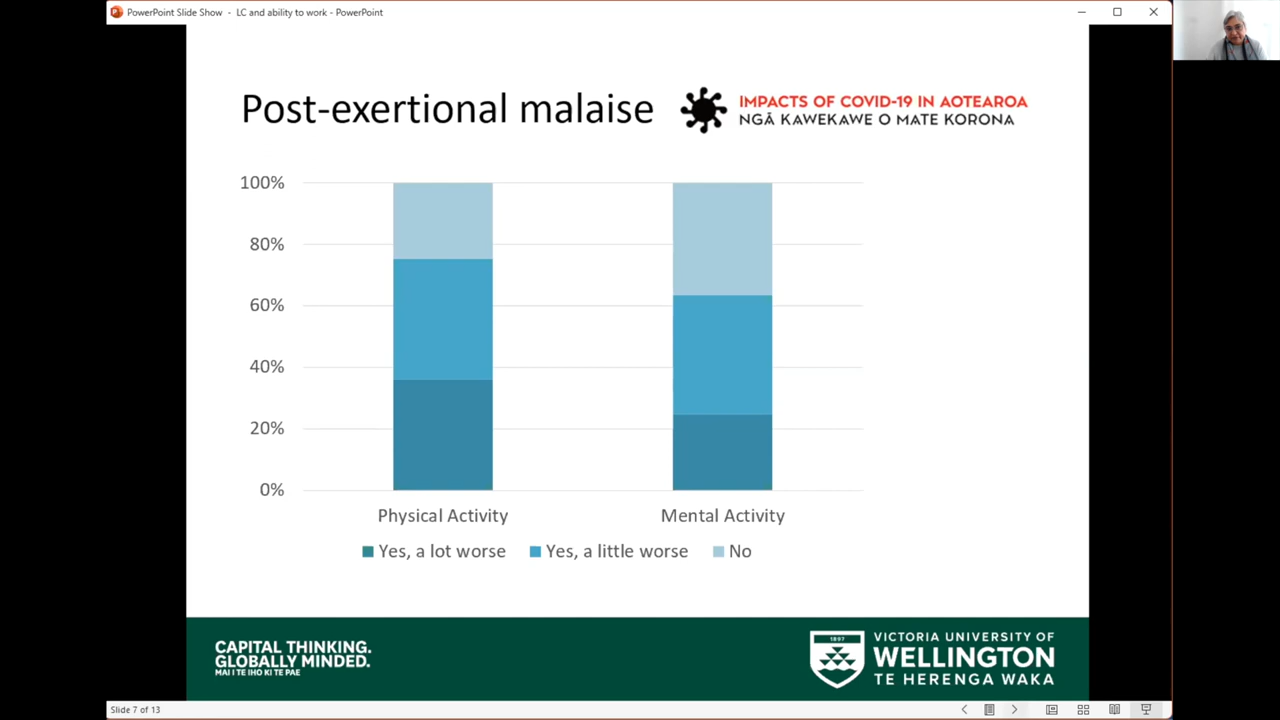 PowerPoint Slide Show - LC and ability to work - PowerPoint
Post-exertional malaise
IMPACTS OF COVID-19 IN AOTEAROA
NGĀ KAWEKAWE O MATE KORONA
100%
80%
60%
40%
20%
0%
Physical Activity
Mental Activity
Yes, a lot worse
Yes, a little worse
No
CAPITAL THINKING.
GLOBALLY MINDED.
MAI I TE IHO KI TE PAE
1897
VICTORIA UNIVERSITY OF
WELLINGTON
TE HERENGA WAKA
Slide 7 of 13